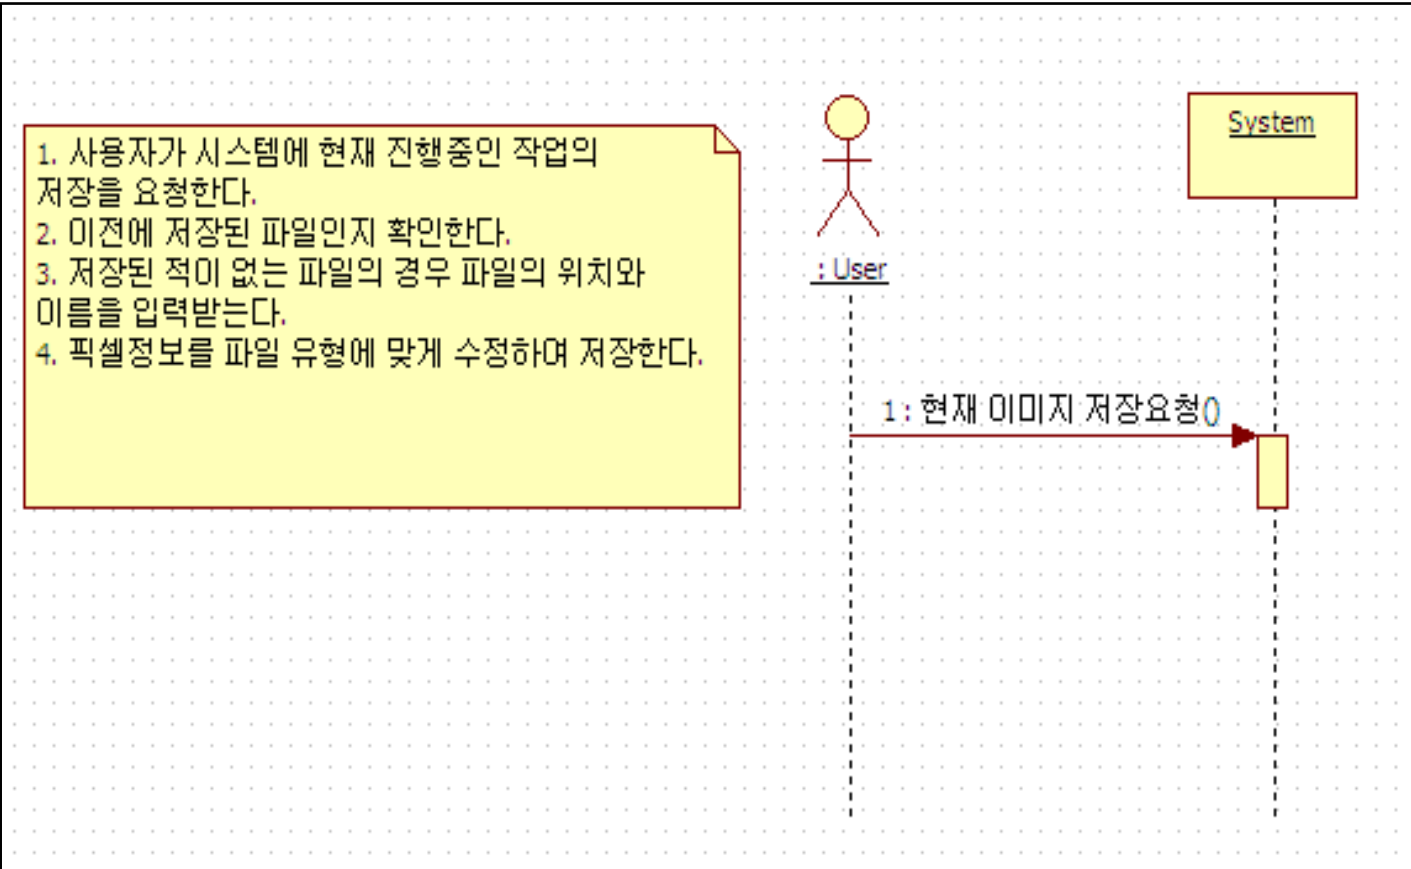 1. 사용자가 시스템에 현재 진행중인 작업의
저장을 요청한다.
2. 이전에 저장된 파일인지 확인한다.
3. 저장된 적이 없는 파일의 경우 파일의 위치와
이름을 입력받는다.
4. 픽셀정보를 파일 유형에 맞게 수정하여 저장한다.
: User
System
1 : 현재 이미지 저장요청()